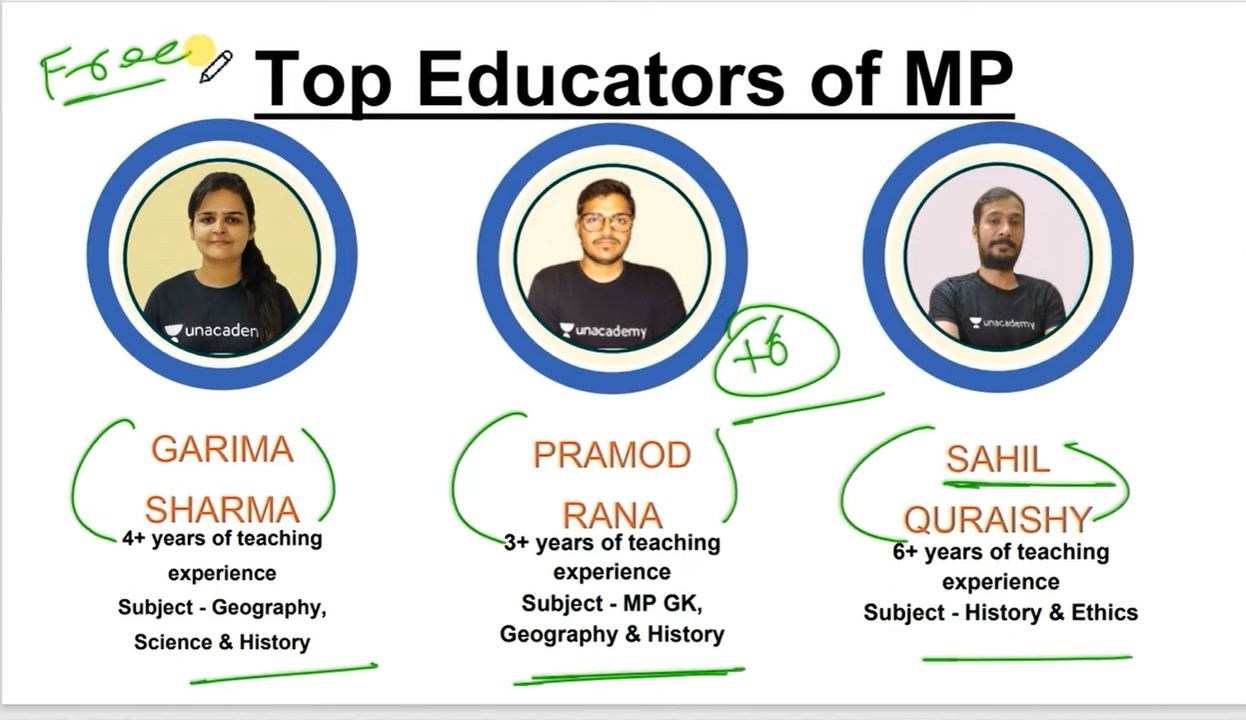 Free
Top Educators of MP
unacadem
unacademy
unacademy
+6
GARIMA
SHARMA
4+ years of teaching
experience
Subject - Geography,
Science & History
PRAMOD
RANA
3+ years of teaching
experience
Subject - MP GK,
Geography & History
SAHIL
QURAISHY
6+ years of teaching
experience
Subject - History & Ethics